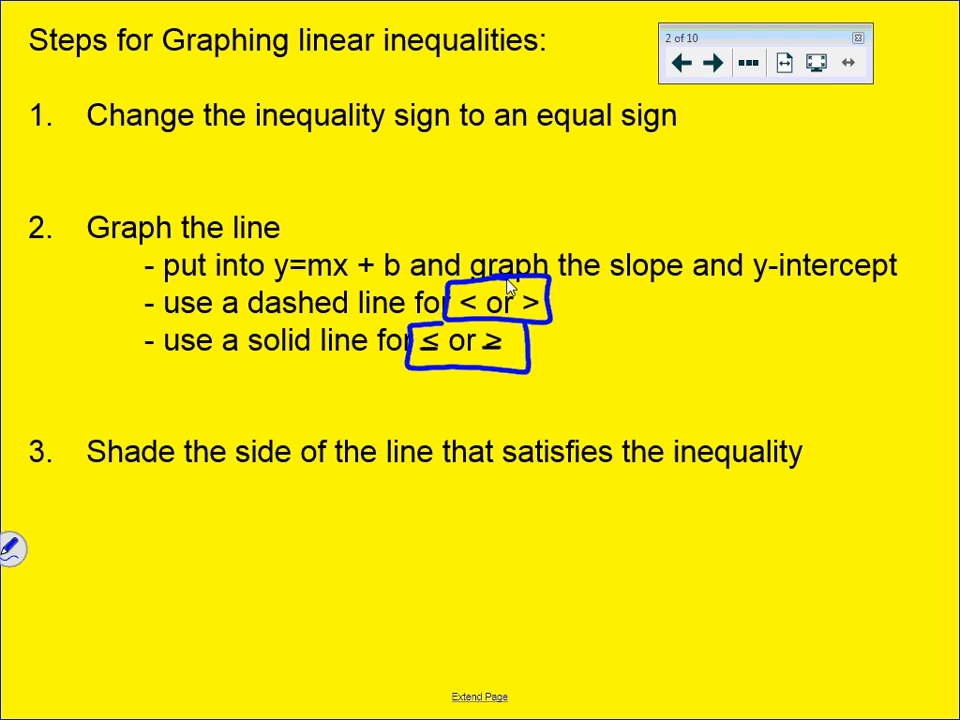 Steps for Graphing linear inequalities:
2 of 10
1. Change the inequality sign to an equal sign
2. Graph the line
- put into y=mx + b and graph the slope and y-intercept
- use a dashed line for < or >
- use a solid line for ≤ or ≥
3. Shade the side of the line that satisfies the inequality
Extend Page